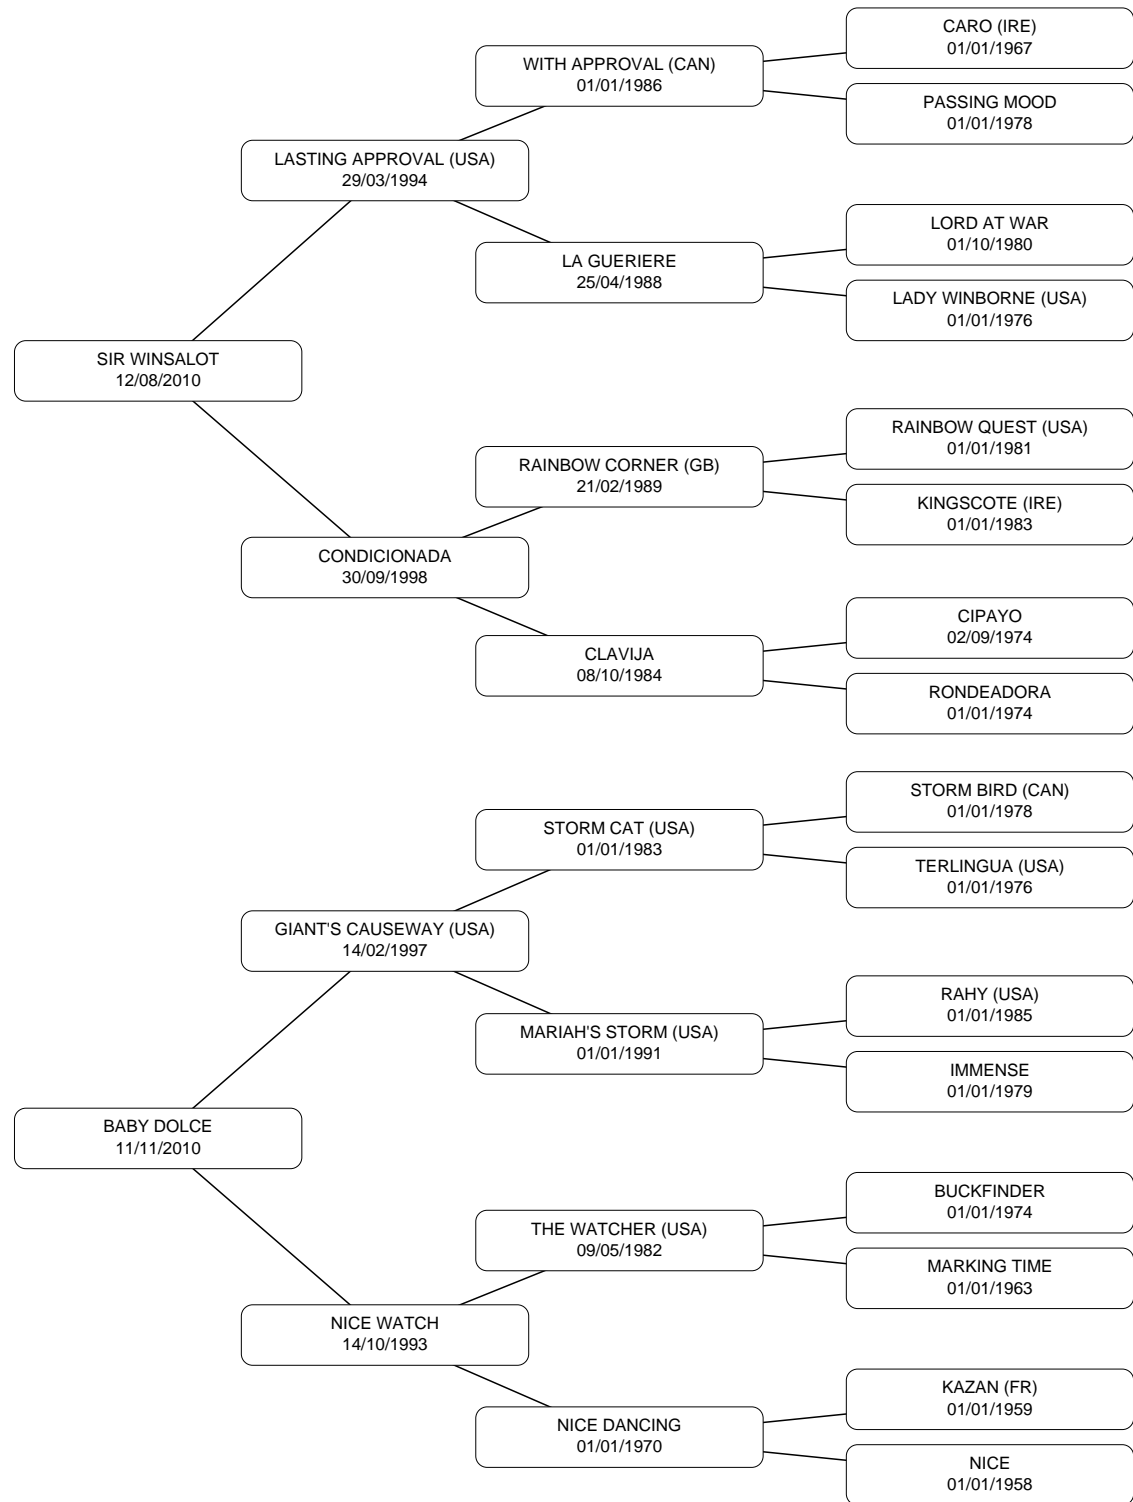 CARO (IRE)
01/01/1967
WITH APPROVAL (CAN)
01/01/1986
PASSING MOOD
01/01/1978
LASTING APPROVAL (USA)
29/03/1994
LORD AT WAR
01/10/1980
LA GUERIERE
25/04/1988
LADY WINBORNE (USA)
01/01/1976
SIR WINSALOT
12/08/2010
RAINBOW QUEST (USA)
01/01/1981
RAINBOW CORNER (GB)
21/02/1989
KINGSCOTE (IRE)
01/01/1983
CONDICIONADA
30/09/1998
CIPAYO
02/09/1974
CLAVIJA
08/10/1984
RONDEADORA
01/01/1974
STORM BIRD (CAN)
01/01/1978
STORM CAT (USA)
01/01/1983
TERLINGUA (USA)
01/01/1976
GIANT'S CAUSEWAY (USA)
14/02/1997
RAHY (USA)
01/01/1985
MARIAH'S STORM (USA)
01/01/1991
IMMENSE
01/01/1979
BABY DOLCE
11/11/2010
BUCKFINDER
01/01/1974
THE WATCHER (USA)
09/05/1982
MARKING TIME
01/01/1963
NICE WATCH
14/10/1993
KAZAN (FR)
01/01/1959
NICE DANCING
01/01/1970
NICE
01/01/1958